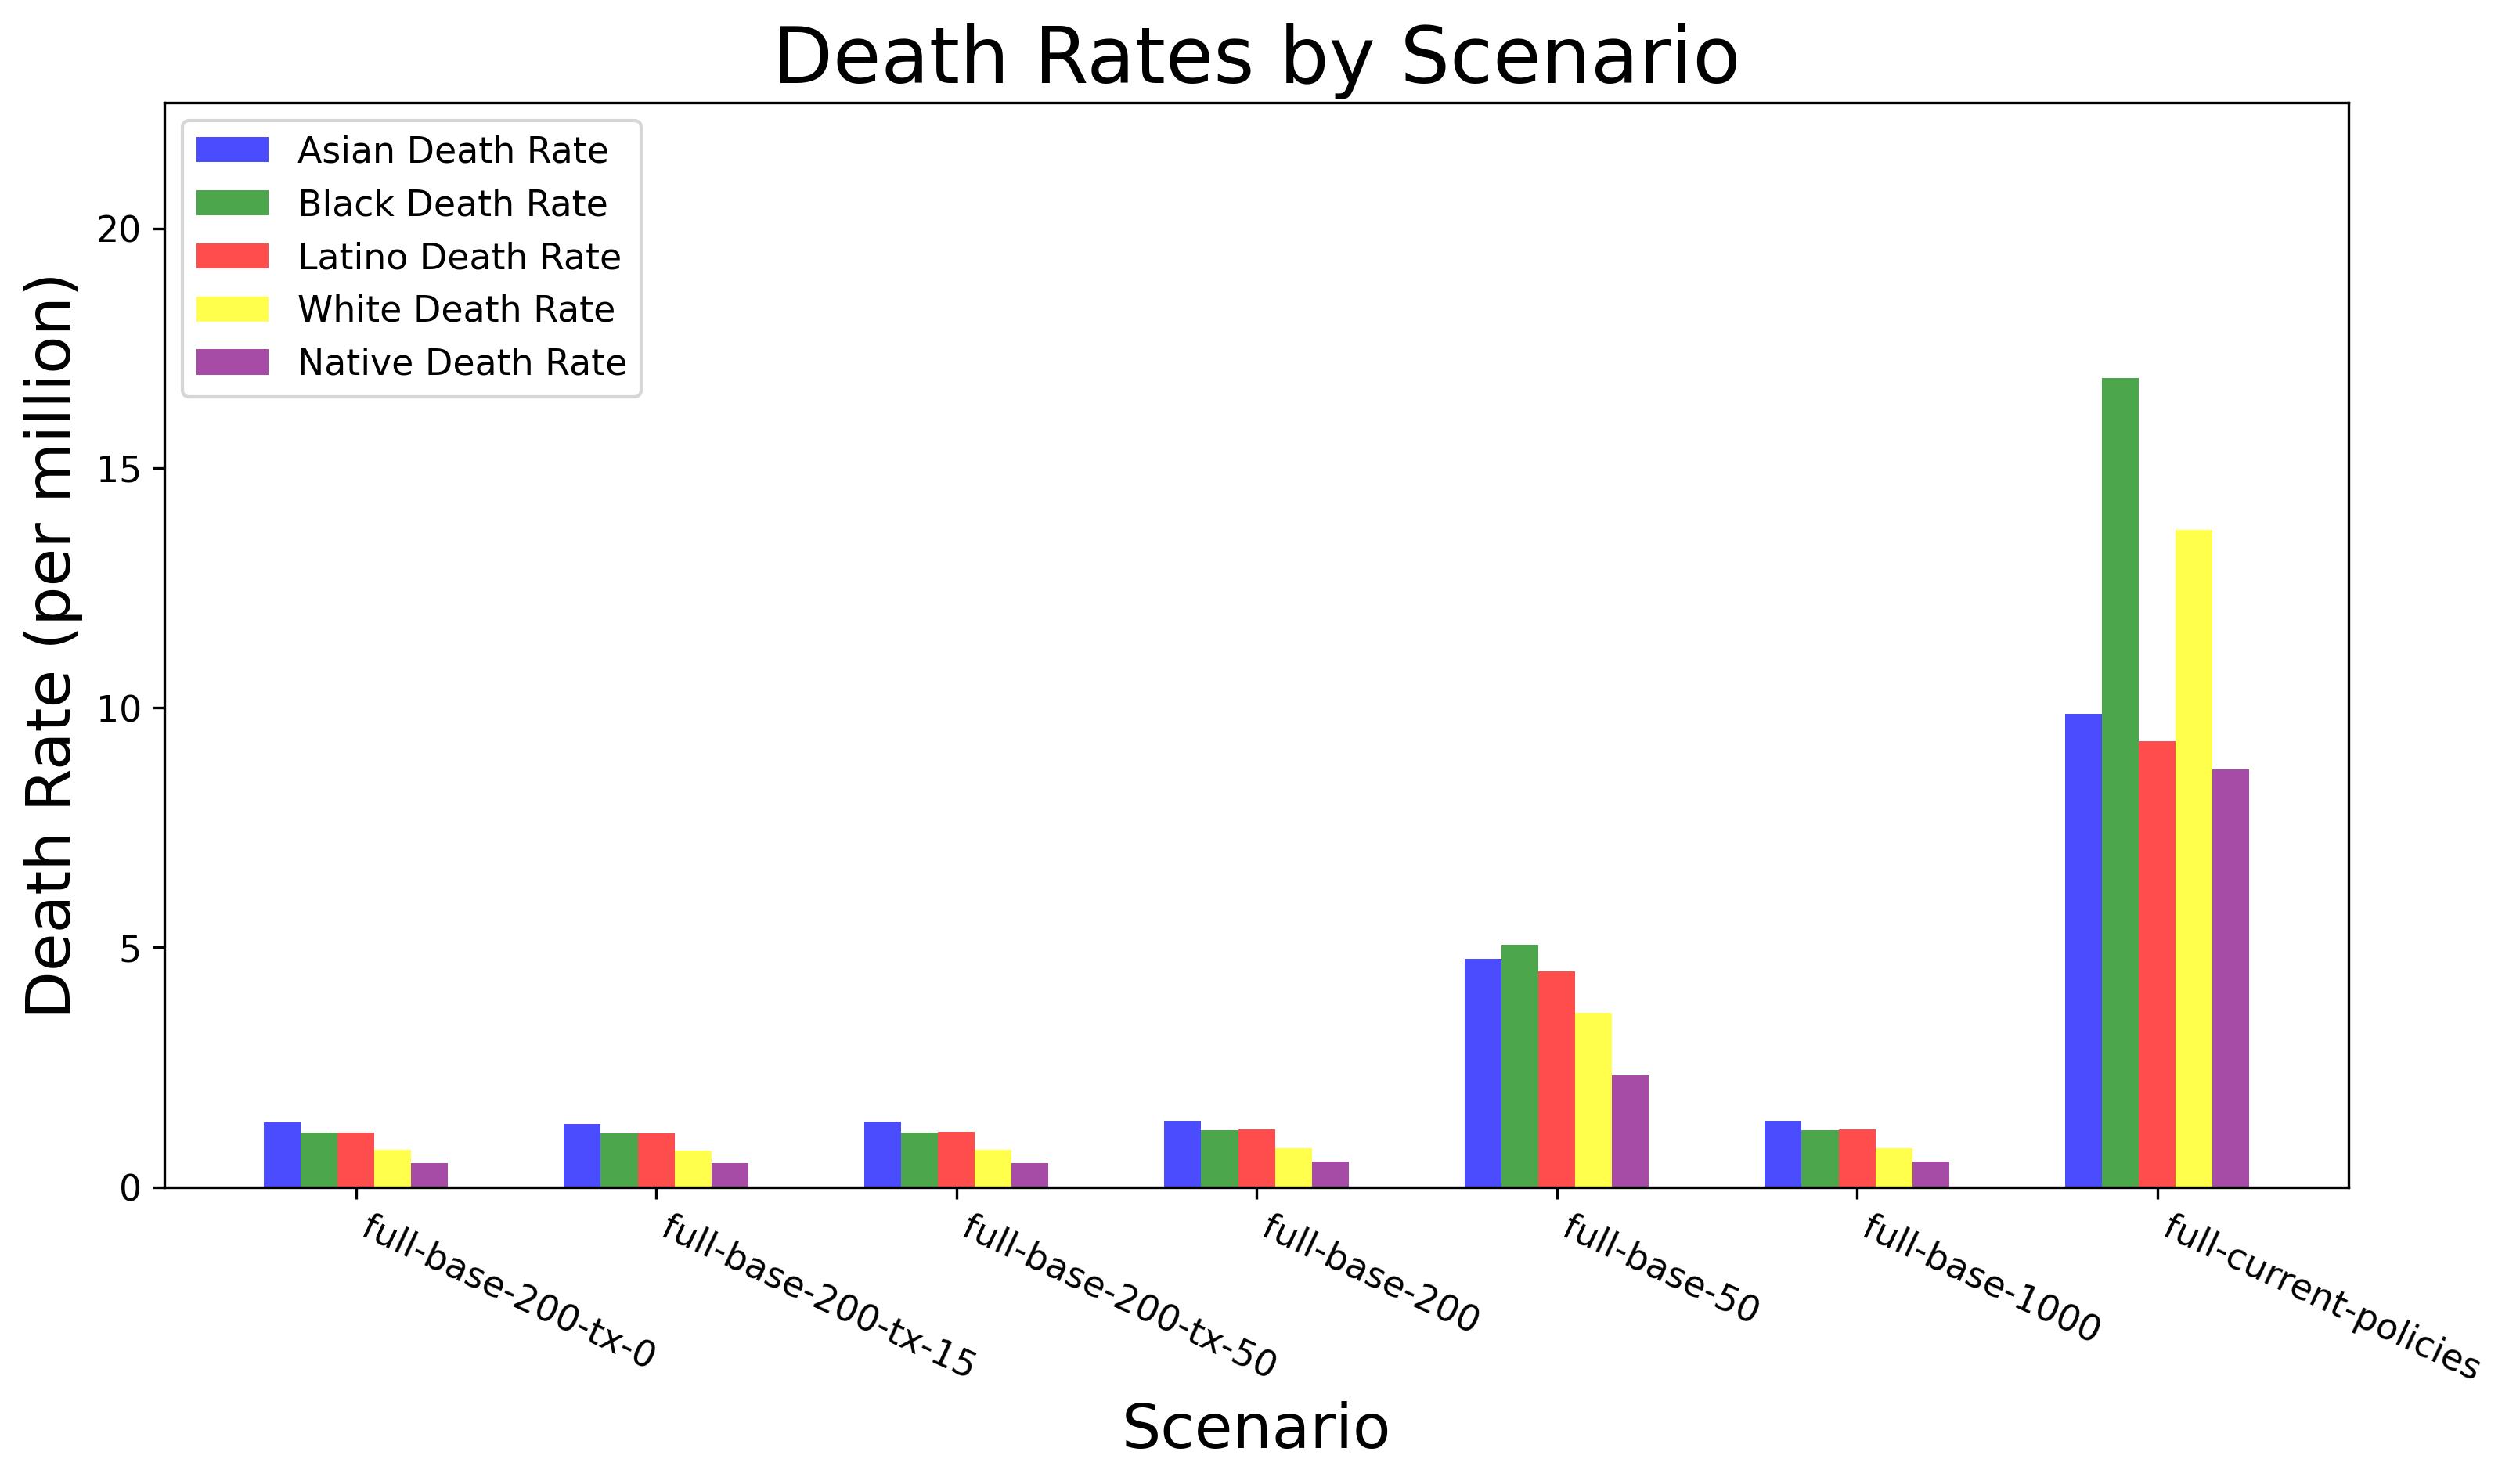 Death Rates by Scenario
Asian Death Rate
Black Death Rate
Latino Death Rate
White Death Rate
Native Death Rate
Death Rate (per million)
20
15
10
5
0
full-base-200-tx-0
full-base-200-tx-15
full-base-200-tx-50
full-base-200
full-base-50
full-base-1000
full-current-policies
Scenario